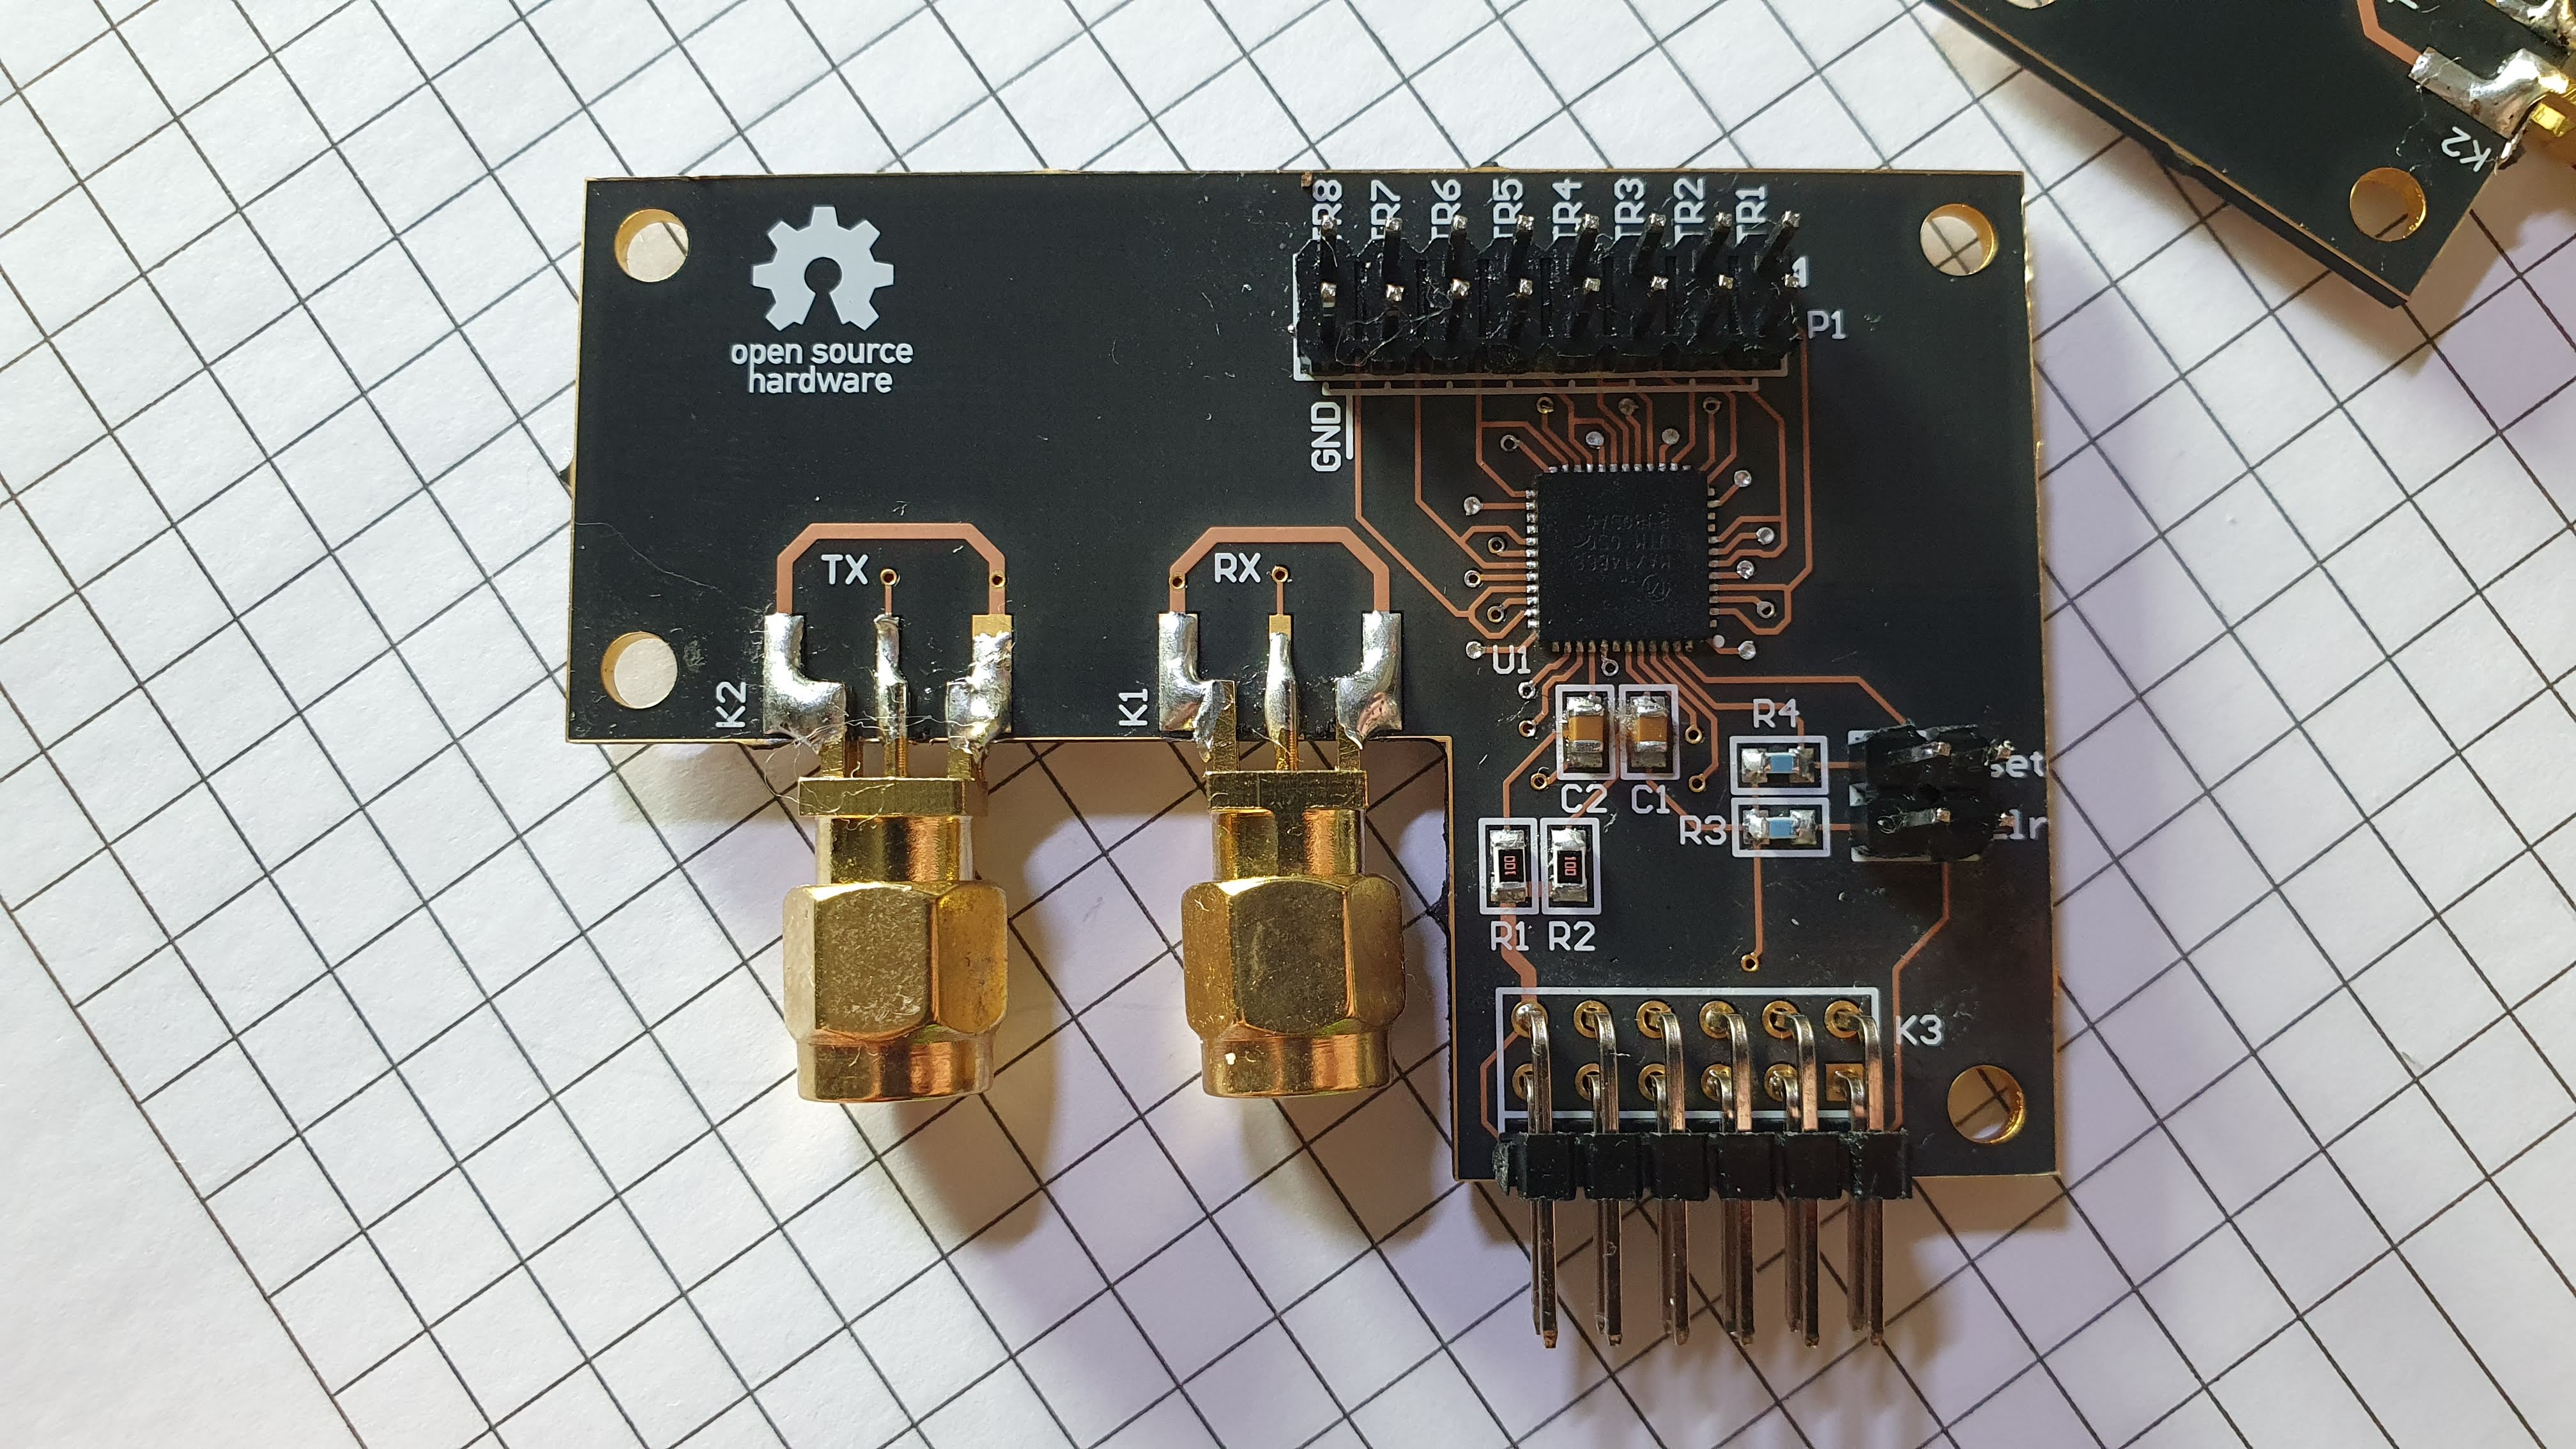 TR8
TR7
TR6
TR5
TR4
TR3
TR2
TR1
P1
open source
hardware
GND
TX
RX
K2
K1
U1
C2
C1
R4
R3
R1
R2
K3
K2